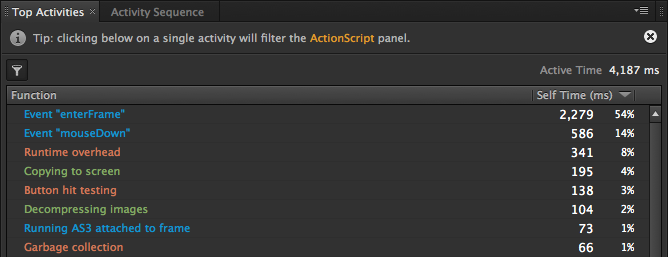 Top Activities Activity Sequence
Tip: clicking below on a single activity will filter the ActionScript panel.
Active Time 4,187 ms
Function Self Time (ms)
Event "enterFrame" 2,279 54%
Event "mouseDown" 586 14%
Runtime overhead 341 8%
Copying to screen 195 4%
Button hit testing 138 3%
Decompressing images 104 2%
Running AS3 attached to frame 73 1%
Garbage collection 66 1%